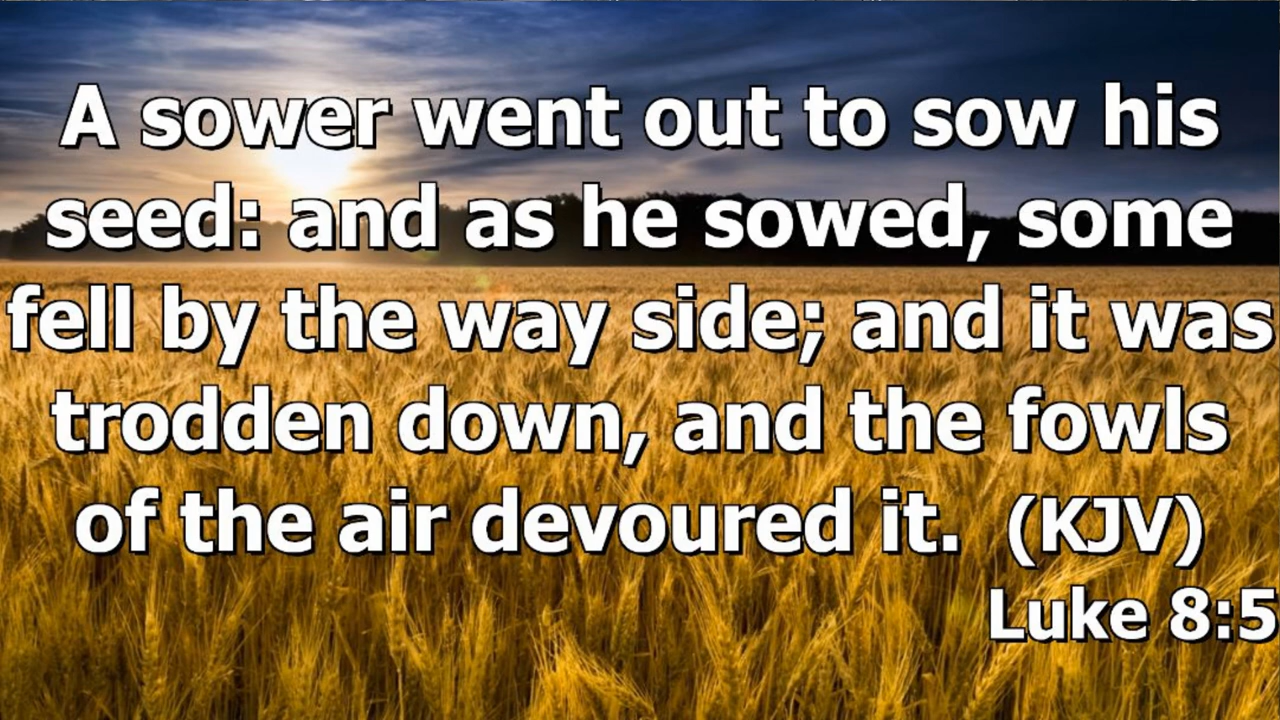 A sower went out to sow his
seed: and as he sowed, some
fell by the way side; and it was
trodden down, and the fowls
of the air devoured it.  (KJV)
Luke 8:5